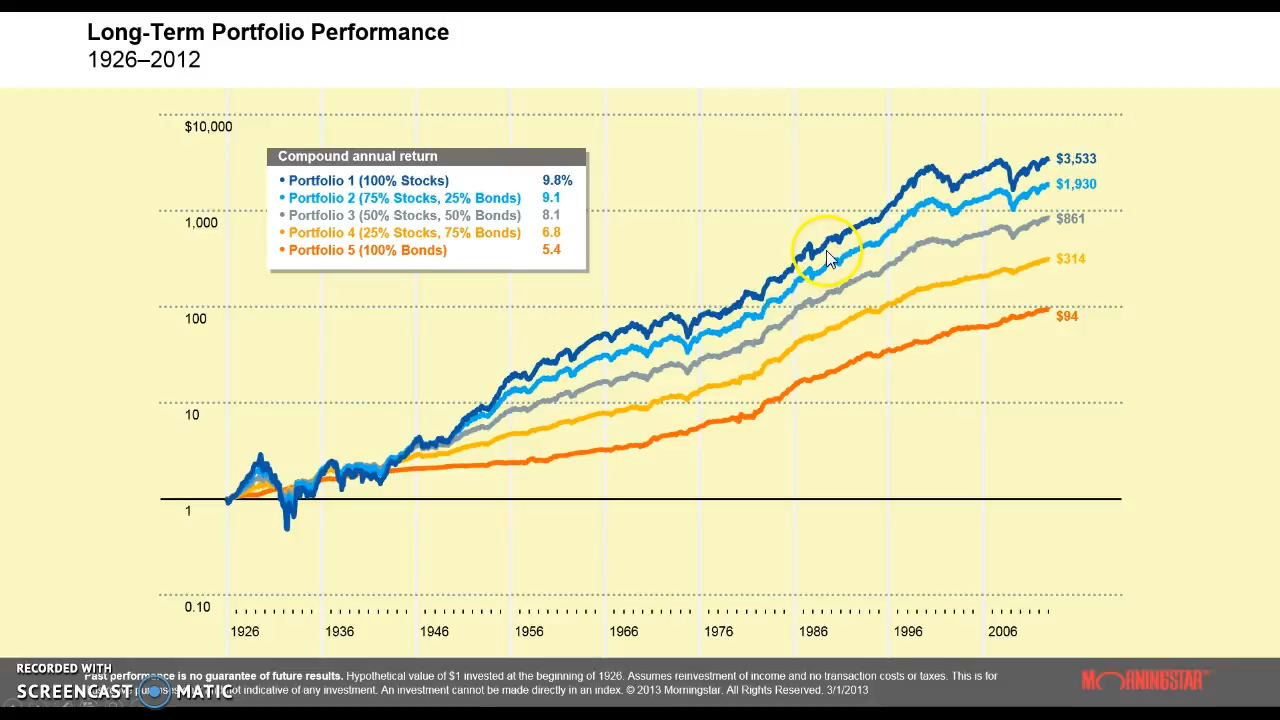 Long-Term Portfolio Performance
1926–2012
$10,000
Compound annual return
• Portfolio 1 (100% Stocks) 9.8%
• Portfolio 2 (75% Stocks, 25% Bonds) 9.1
• Portfolio 3 (50% Stocks, 50% Bonds) 8.1
• Portfolio 4 (25% Stocks, 75% Bonds) 6.8
• Portfolio 5 (100% Bonds) 5.4
$3,533
$1,930
1,000
$861
$314
100
$94
10
1
0.10
1926 1936 1946 1956 1966 1976 1986 1996 2006
RECORDED WITH
SCREENCAST MATIC
Past performance is no guarantee of future results. Hypothetical value of $1 invested at the beginning of 1926. Assumes reinvestment of income and no transaction costs or taxes. This is for
not indicative of any investment. An investment cannot be made directly in an index. © 2013 Morningstar. All Rights Reserved. 3/1/2013
MORNINGSTAR